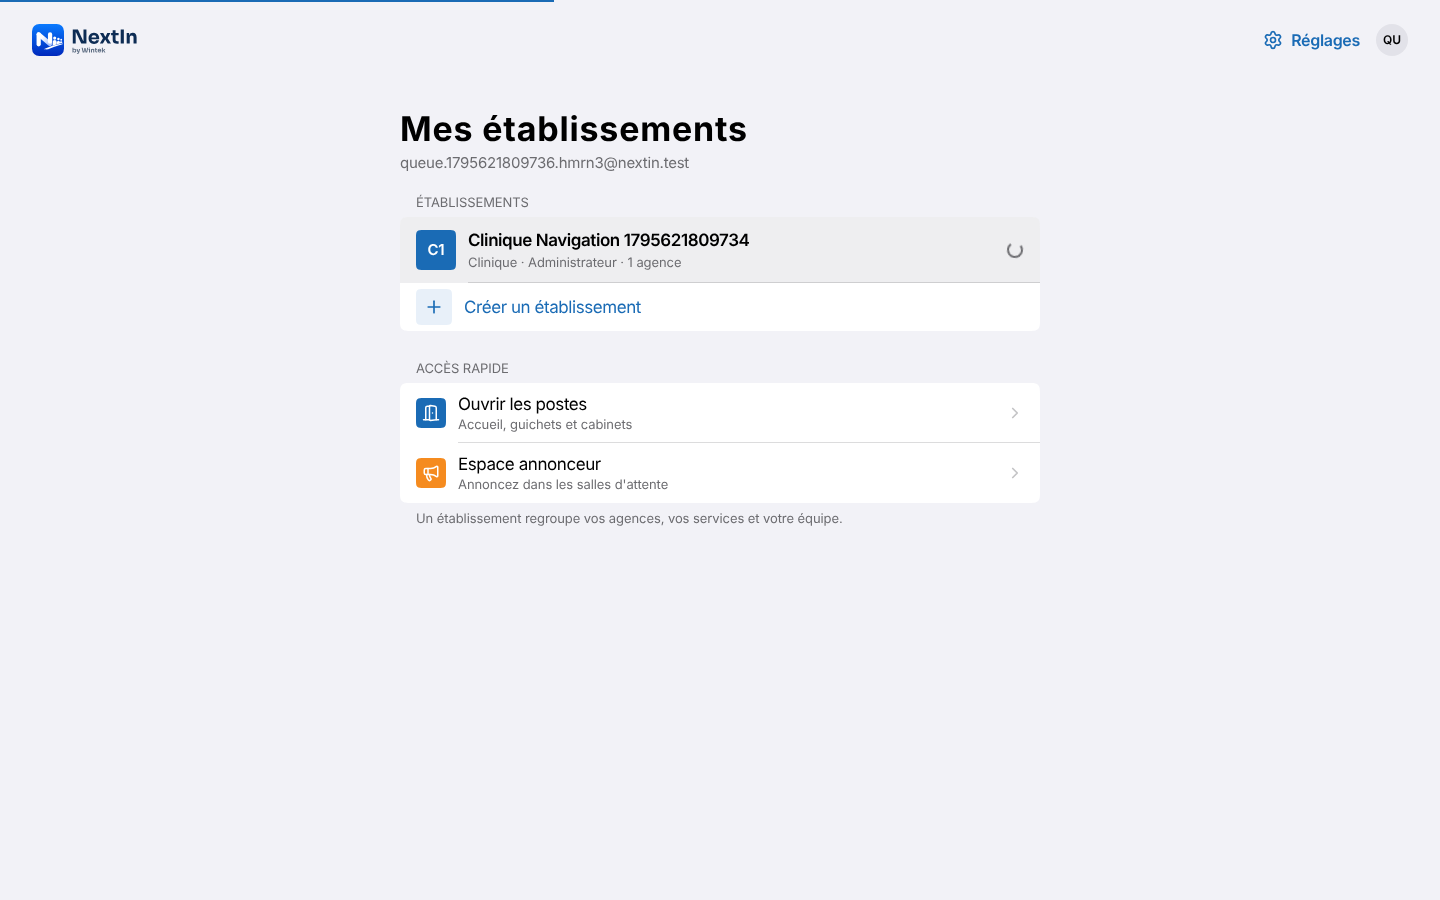 NextIn
by Wintek
Réglages
QU
Mes établissements
queue.1795621809736.hmrn3@nextin.test
ÉTABLISSEMENTS
C1
Clinique Navigation 1795621809734
Clinique · Administrateur · 1 agence
Créer un établissement
ACCÈS RAPIDE
Ouvrir les postes
Accueil, guichets et cabinets
Espace annonceur
Annoncez dans les salles d'attente
Un établissement regroupe vos agences, vos services et votre équipe.